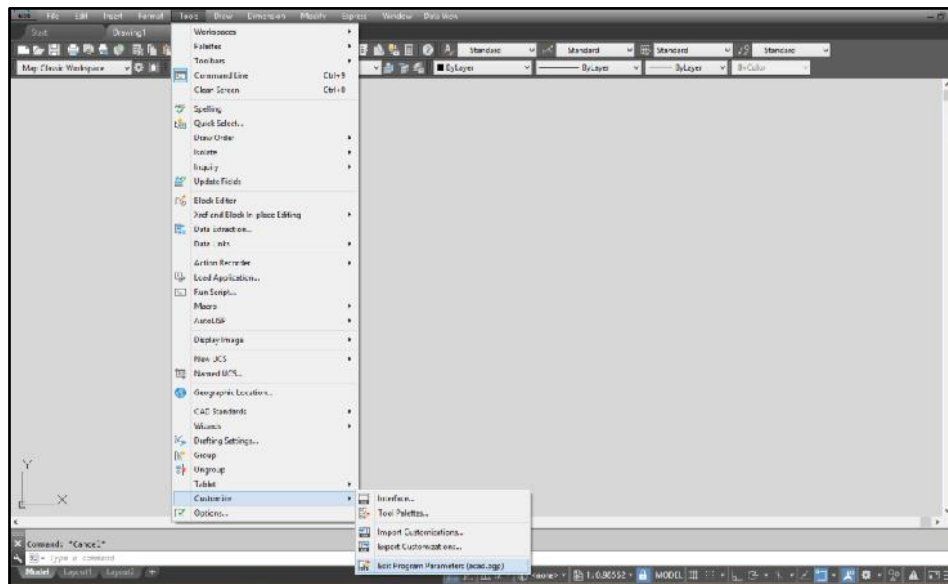 File Edit Insert Format Tools Draw Dimension Modify Express Window Data View
Start Drawing1
Standard Standard Standard Standard
Map Classic Workspace ByLayer ByLayer ByLayer ByColor
Workspaces
Palettes
Toolbars
Command Line Ctrl+9
Clean Screen Ctrl+0
Spelling
Quick Select...
Draw Order
Isolate
Inquiry
Update Fields
Block Editor
Xref and Block In-place Editing
Data Extraction...
Data Links
Action Recorder
Load Application...
Run Script...
Macro
AutoLISP
Display Image
New UCS
Named UCS...
Geographic Location...
CAD Standards
Wizards
Drafting Settings...
Group
Ungroup
Tablet
Customize
Options...
Interface...
Tool Palettes...
Import Customizations...
Export Customizations...
Edit Program Parameters (acad.pgp)
Y
X
Command: *Cancel*
Type a command
Model Layout1 Layout2 + <none> 1:0.96552 MODEL